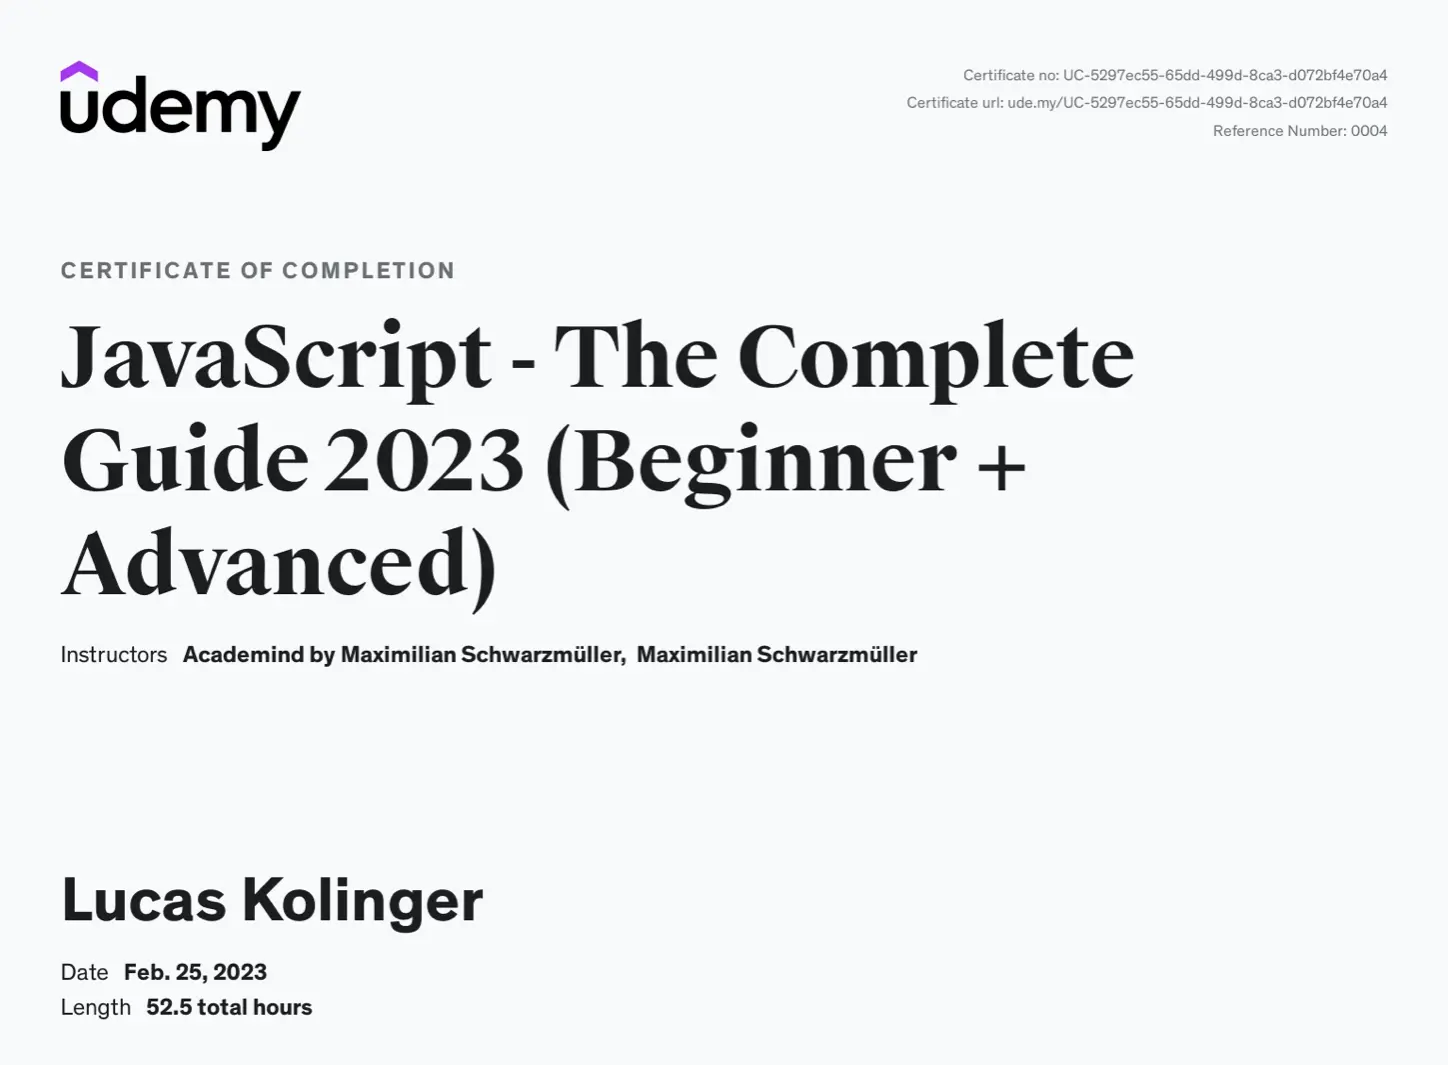 udemy
Certificate no: UC-5297ec55-65dd-499d-8ca3-d072bf4e70a4
Certificate url: ude.my/UC-5297ec55-65dd-499d-8ca3-d072bf4e70a4
Reference Number: 0004
CERTIFICATE OF COMPLETION
JavaScript - The Complete
Guide 2023 (Beginner +
Advanced)
Instructors Academind by Maximilian Schwarzmüller, Maximilian Schwarzmüller
Lucas Kolinger
Date Feb. 25, 2023
Length 52.5 total hours